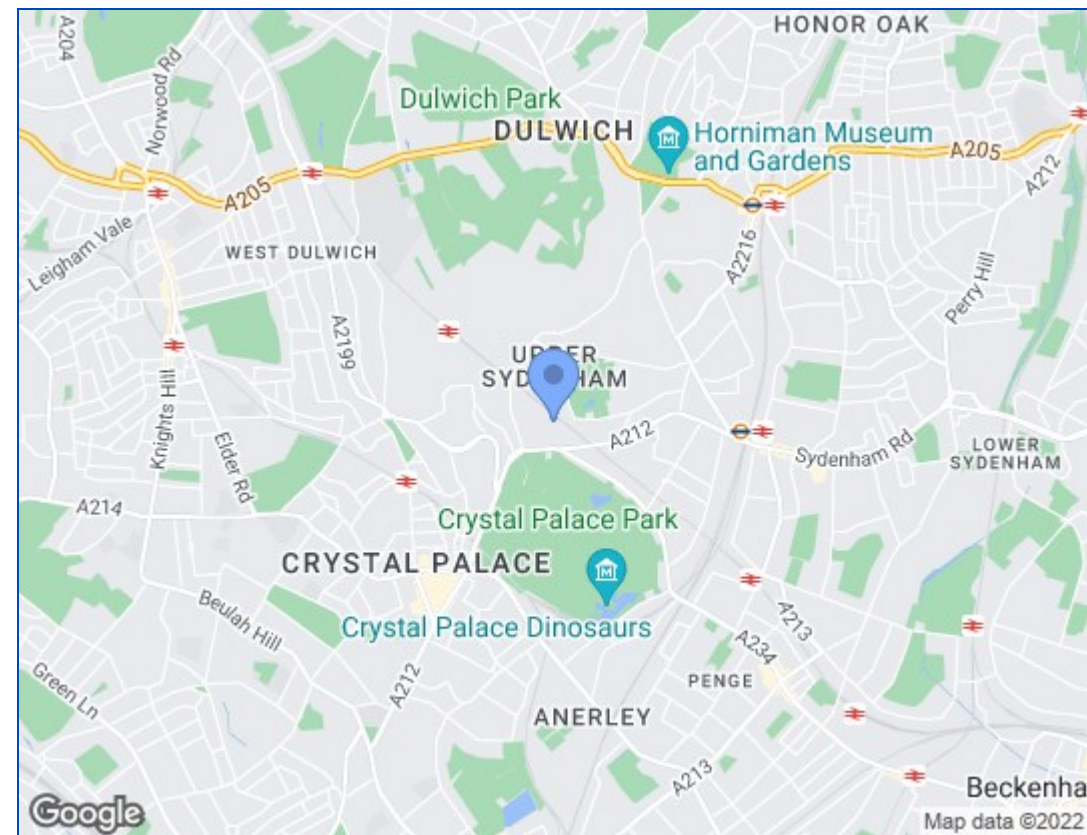 HONOR OAK
A204
Norwood Rd
Dulwich Park
DULWICH
Horniman Museum
and Gardens
A205
A212
A205
Leigham Vale
WEST DULWICH
A2216
Perry Hill
A2199
UPPER
SYDENHAM
Knights Hill
A212
Elder Rd
Sydenham Rd
LOWER
SYDENHAM
A214
Crystal Palace Park
CRYSTAL PALACE
Beulah Hill
Crystal Palace Dinosaurs
A213
A234
Green Ln
A212
PENGE
ANERLEY
A213
Beckenha
Google
Map data ©2022